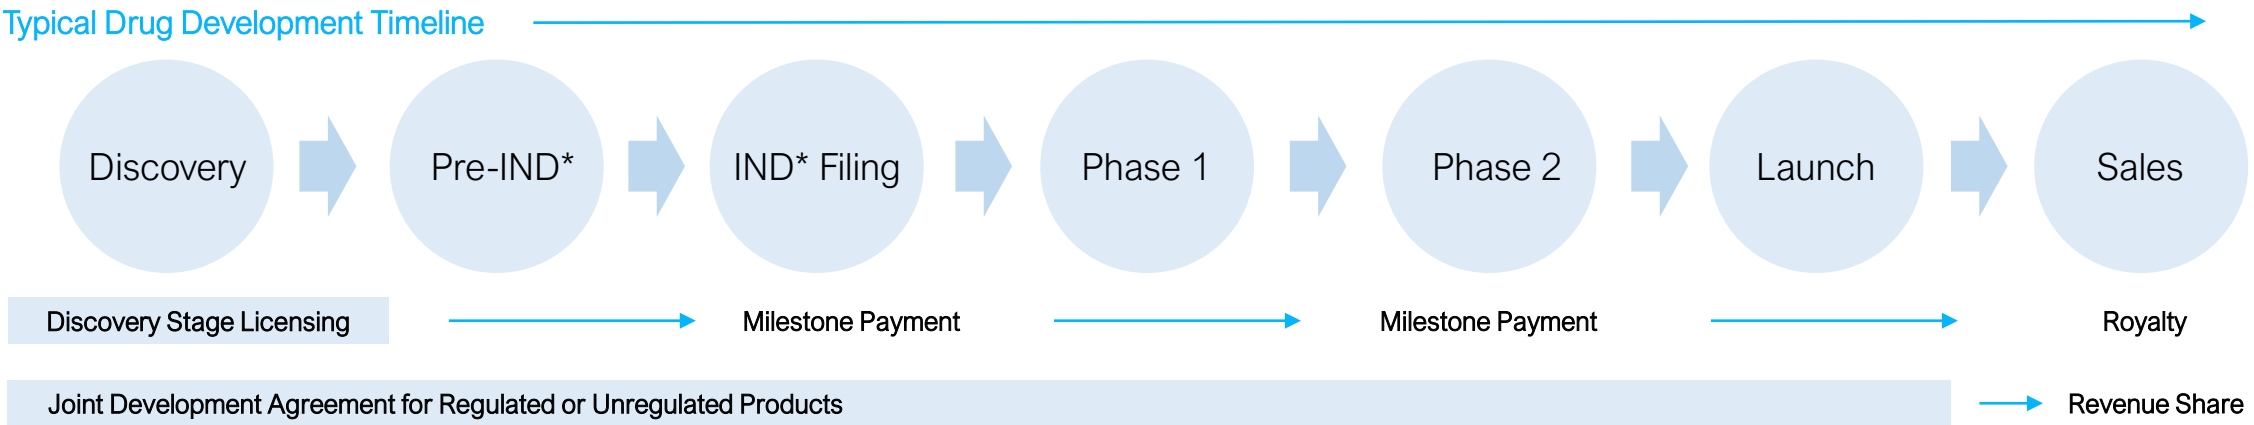 Typical Drug Development Timeline
Discovery
Pre-IND*
IND* Filing
Phase 1
Phase 2
Launch
Sales
Discovery Stage Licensing
Milestone Payment
Milestone Payment
Royalty
Joint Development Agreement for Regulated or Unregulated Products
Revenue Share